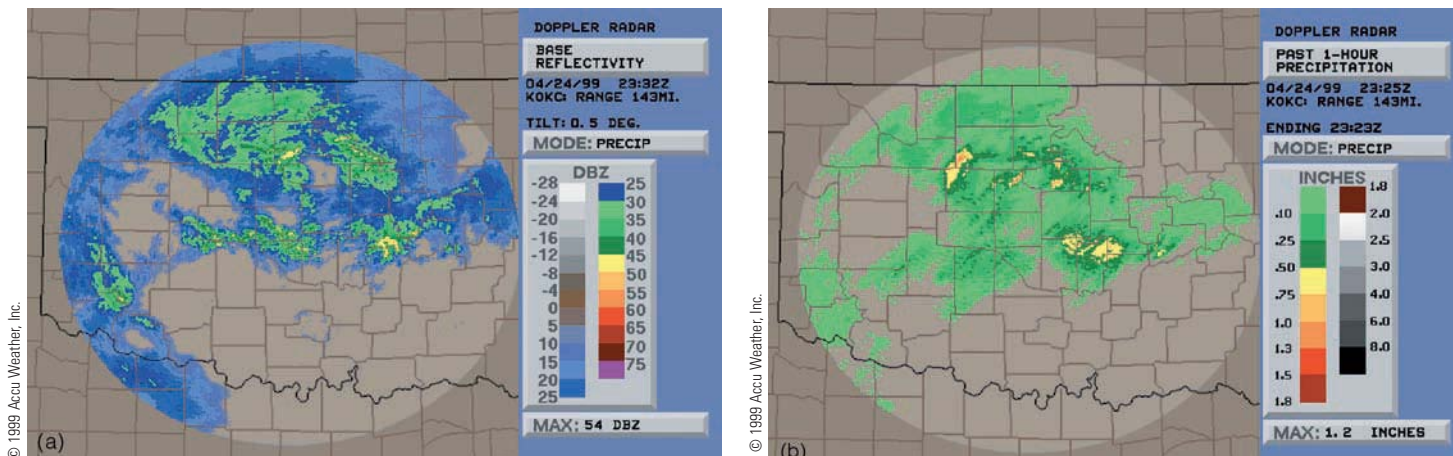 DOPPLER RADAR
BASE
REFLECTIVITY
04/24/99 23:32Z
KOKC: RANGE 143MI.
TILT: 0.5 DEG.
MODE: PRECIP
DBZ
-28 25
-24 30
-20 35
-16 40
-12 45
-8 50
-4 55
0 60
5 65
10 70
15 75
20
25
MAX: 54 DBZ
(a)
© 1999 Accu Weather, Inc.
DOPPLER RADAR
PAST 1-HOUR
PRECIPITATION
04/24/99 23:25Z
KOKC: RANGE 143MI.
ENDING 23:23Z
MODE: PRECIP
INCHES
1.8
.10 2.0
.25 2.5
.50 3.0
.75 4.0
1.0 6.0
1.3 8.0
1.5
1.8
MAX: 1.2 INCHES
(b)
© 1999 Accu Weather, Inc.